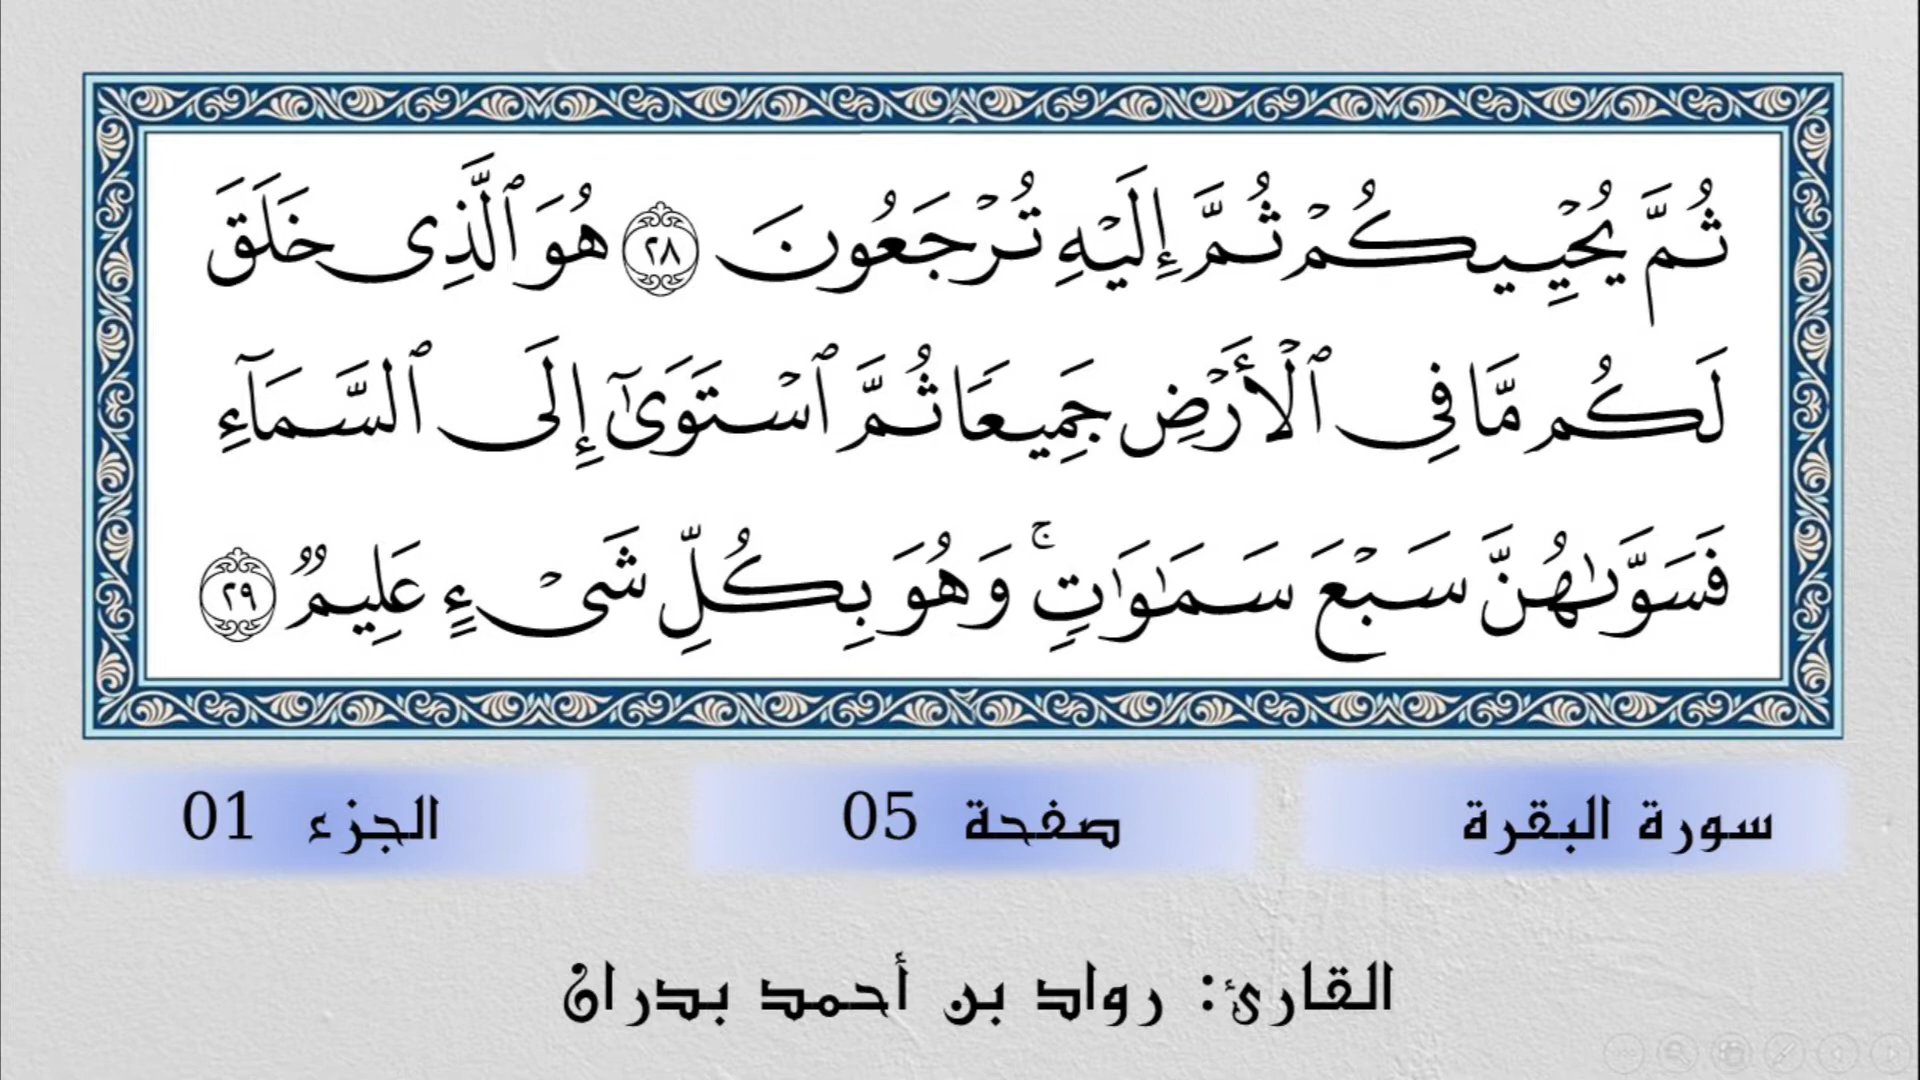 ثُمَّ يُحْيِيكُمْ ثُمَّ إِلَيْهِ تُرْجَعُونَ ٢٨ هُوَ ٱلَّذِى خَلَقَ
لَكُم مَّا فِى ٱلْأَرْضِ جَمِيعًا ثُمَّ ٱسْتَوَىٰٓ إِلَى ٱلسَّمَآءِ
فَسَوَّىٰهُنَّ سَبْعَ سَمَـٰوَٰتٍ ۚ وَهُوَ بِكُلِّ شَىْءٍ عَلِيمٌ ٢٩
سورة البقرة صفحة 05 الجزء 01
القارئ: رواد بن أحمد بدران